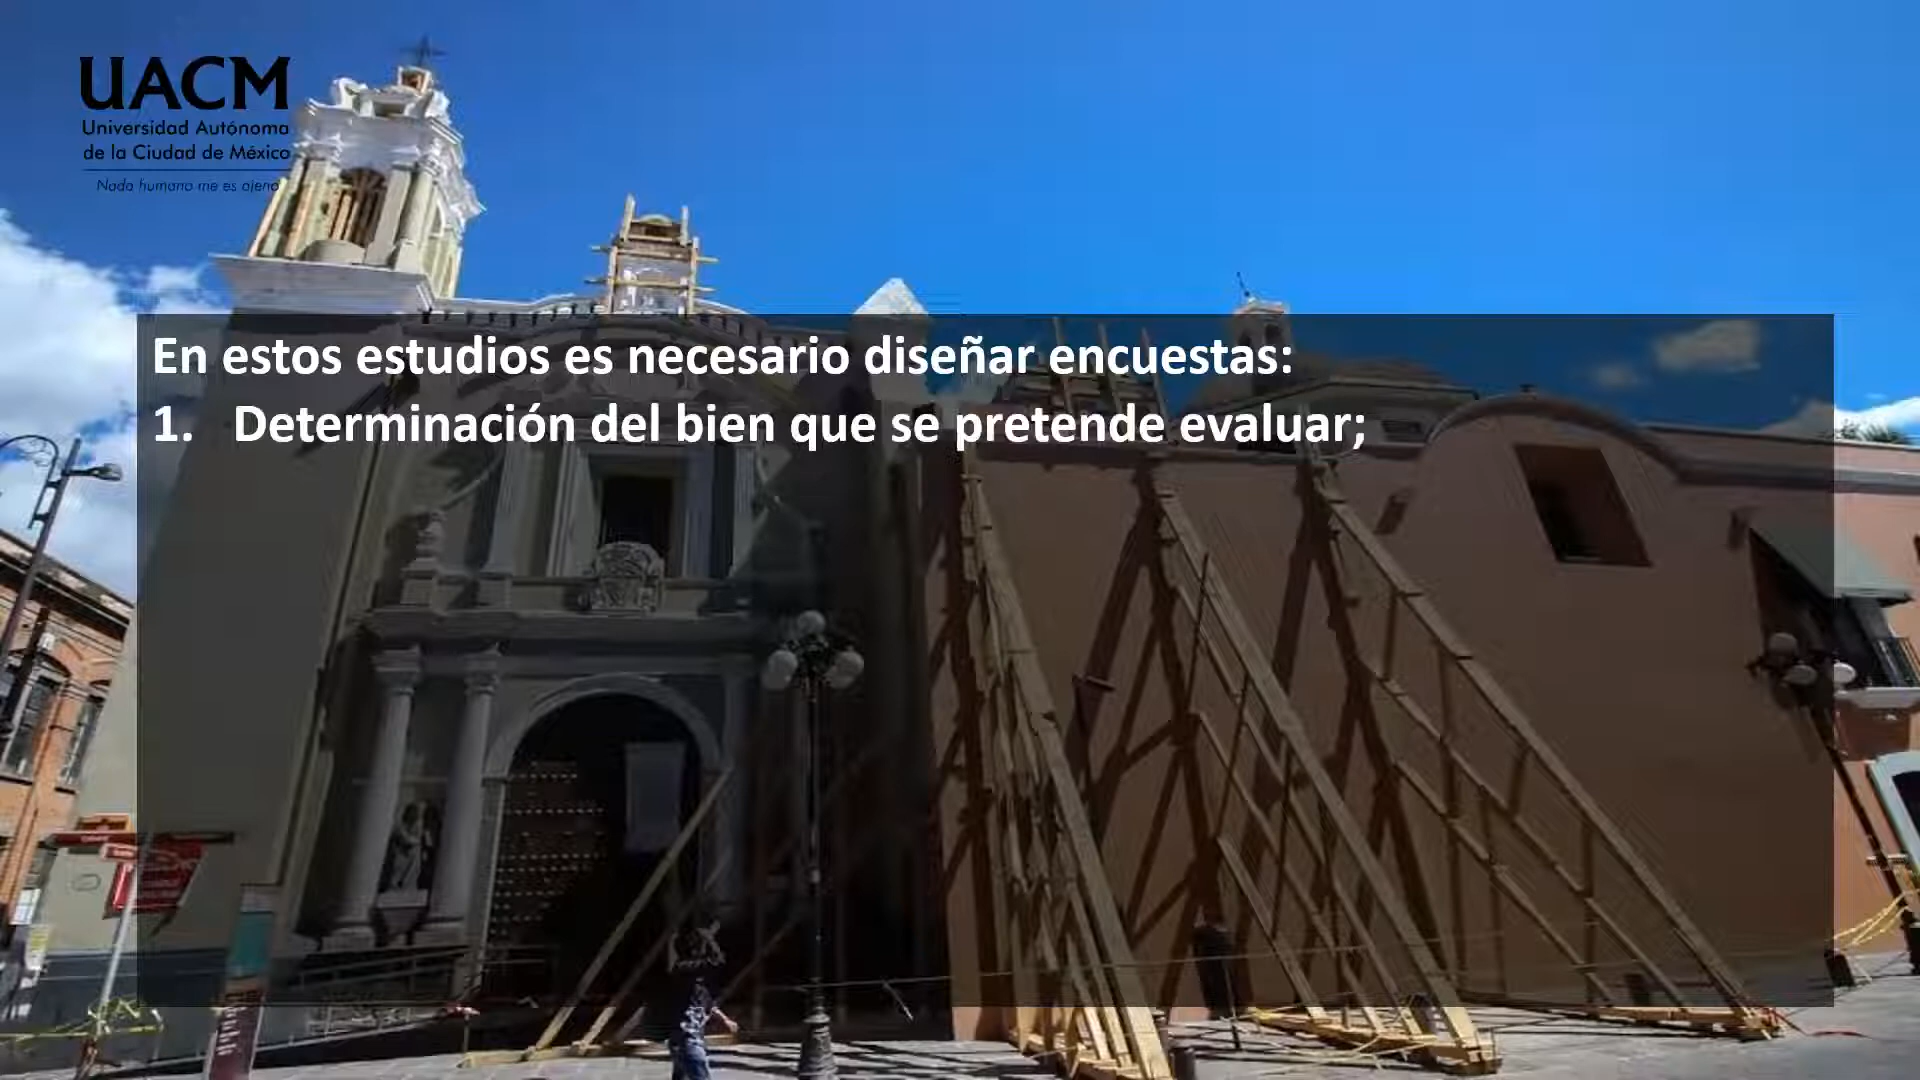 UACM
Universidad Autónoma
de la Ciudad de México
Nada humano me es ajeno
En estos estudios es necesario diseñar encuestas:
1. Determinación del bien que se pretende evaluar;